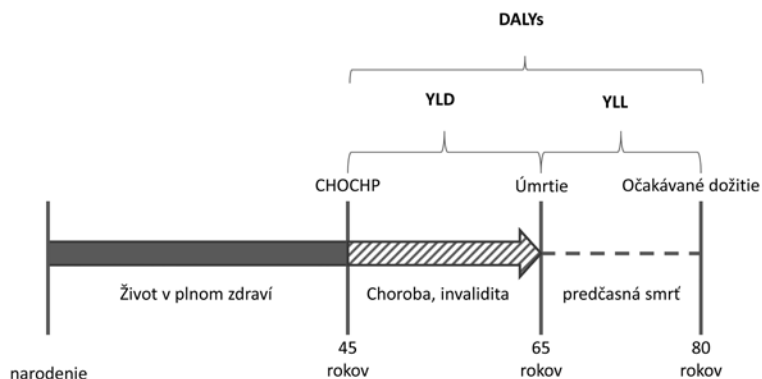 DALYs
YLD
YLL
CHOCHP
Úmrtie
Očakávané dožitie
Život v plnom zdraví
Choroba, invalidita
predčasná smrť
narodenie
45
rokov
65
rokov
80
rokov